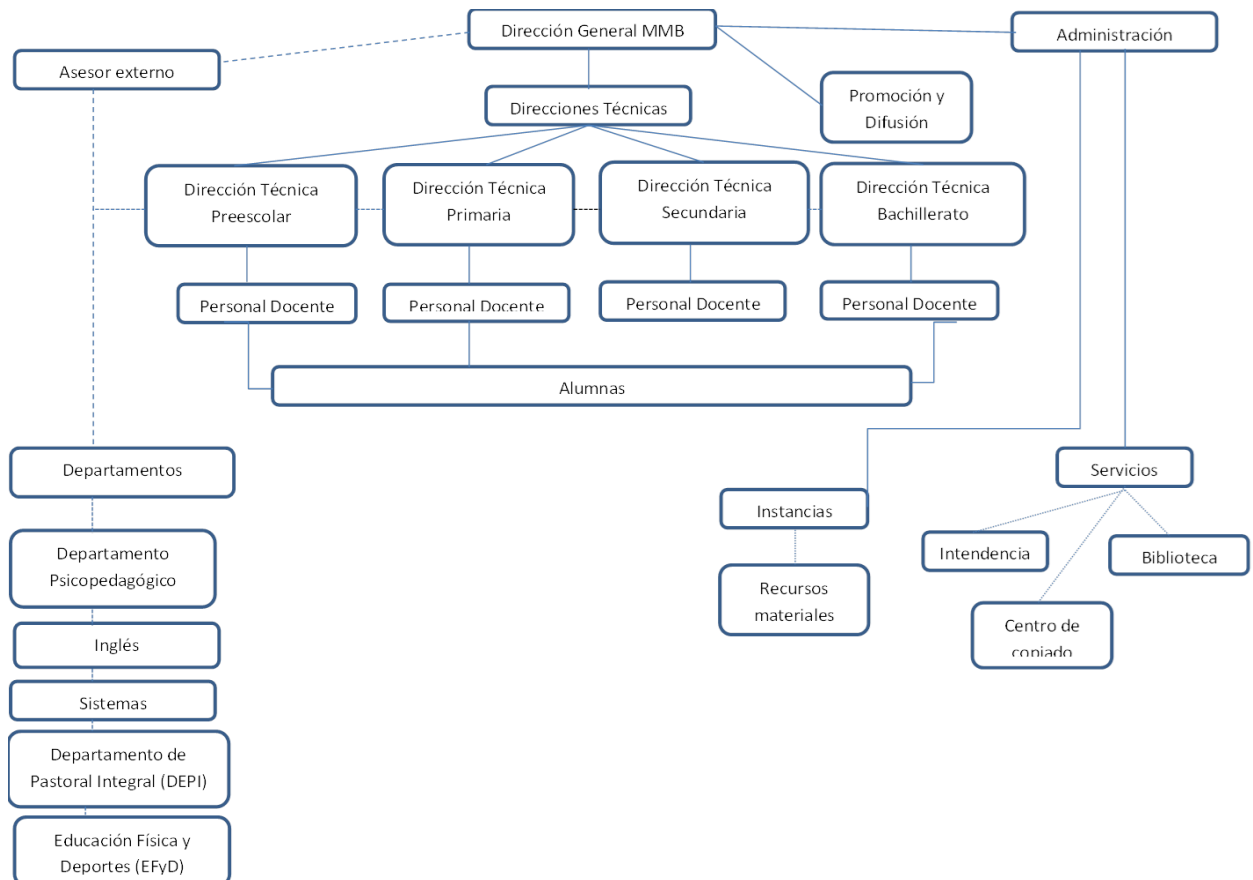 Dirección General MMB
Administración
Asesor externo
Direcciones Técnicas
Promoción y
Difusión
Dirección Técnica
Preescolar
Dirección Técnica
Primaria
Dirección Técnica
Secundaria
Dirección Técnica
Bachillerato
Personal Docente
Personal Docente
Personal Docente
Personal Docente
Alumnas
Departamentos
Servicios
Instancias
Intendencia
Biblioteca
Departamento
Psicopedagógico
Recursos
materiales
Centro de
copiado
Inglés
Sistemas
Departamento de
Pastoral Integral (DEPI)
Educación Física y
Deportes (EFyD)